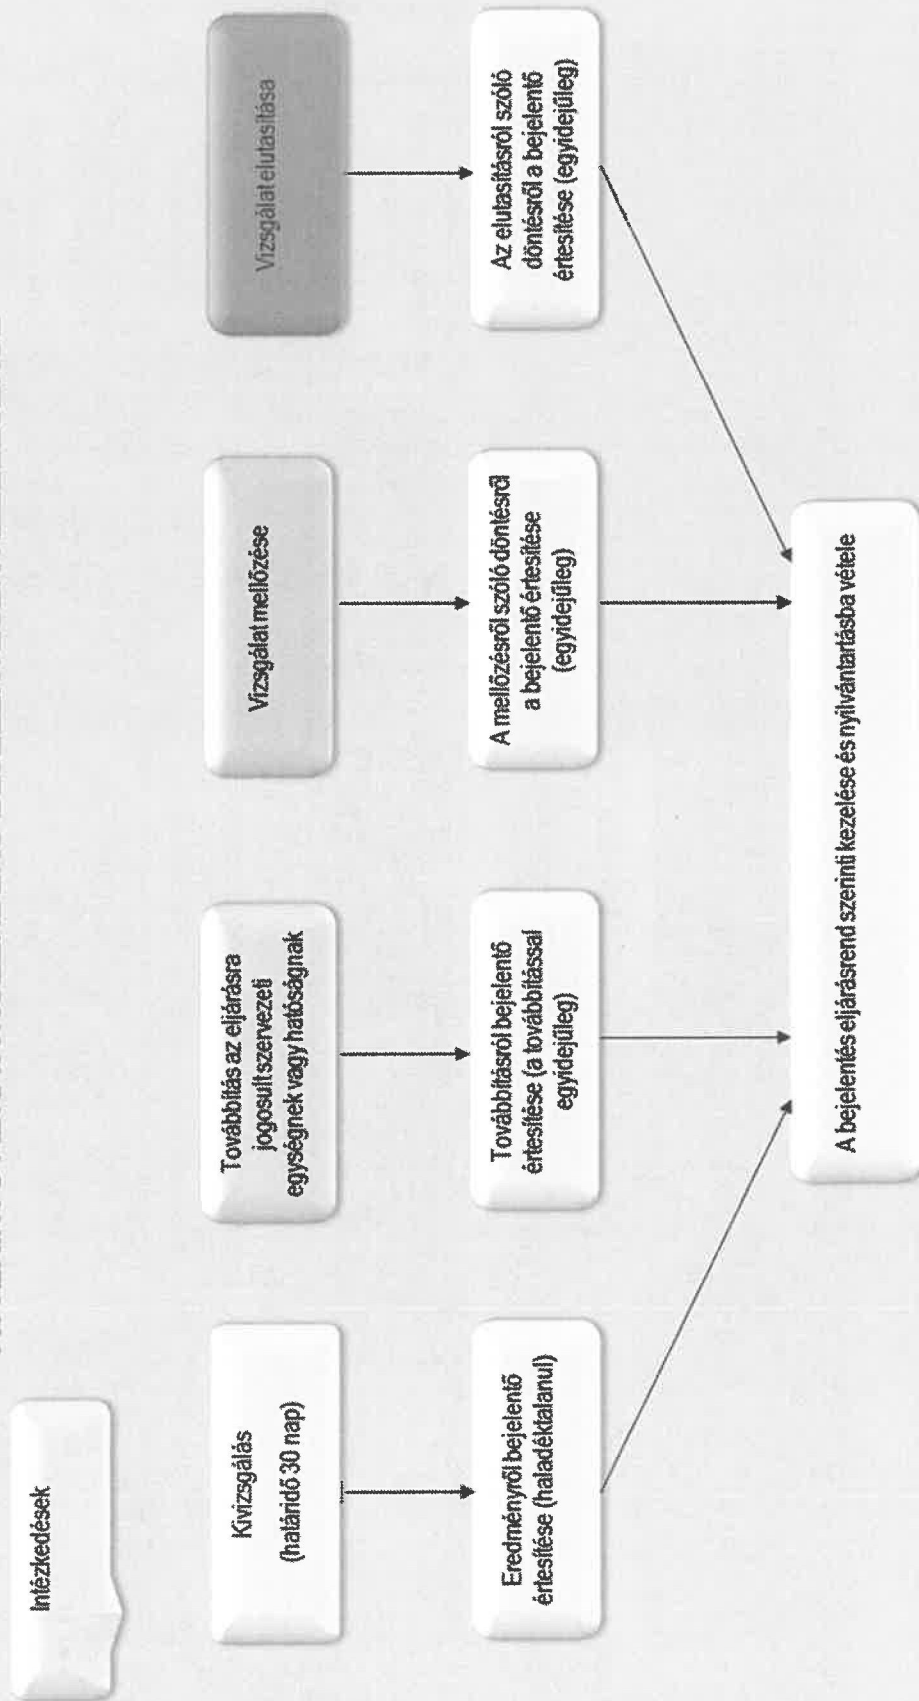 Intézkedések
Kivizsgálás
(határidő 30 nap)
Továbbítás az eljárásra
jogosult szervezeti
egységnek vagy hatóságnak
Vizsgálat mellőzése
Vizsgálat elutasítása
Eredményről bejelentő
értesítése (haladéktalanul)
Továbbításról bejelentő
értesítése (a továbbítással
egyidejűleg)
A mellőzésről szóló döntésről
a bejelentő értesítése
(egyidejűleg)
Az elutasításról szóló
döntésről a bejelentő
értesítése (egyidejűleg)
A bejelentés eljárásrend szerinti kezelése és nyilvántartásba vétele